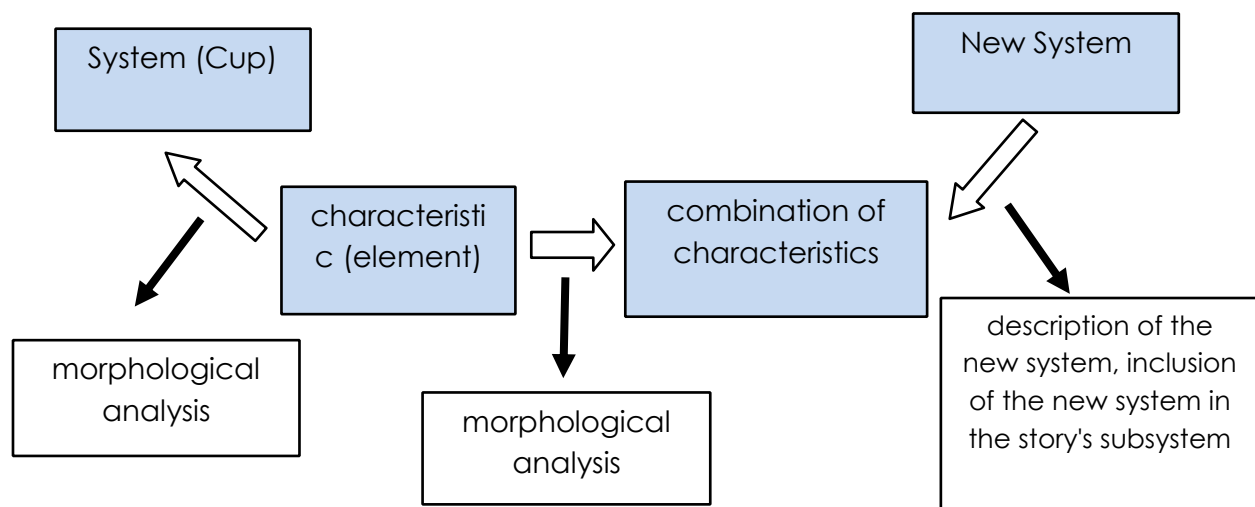 System (Cup)
New System
characteristi
c (element)
combination of
characteristics
morphological
analysis
morphological
analysis
description of the
new system, inclusion
of the new system in
the story's subsystem